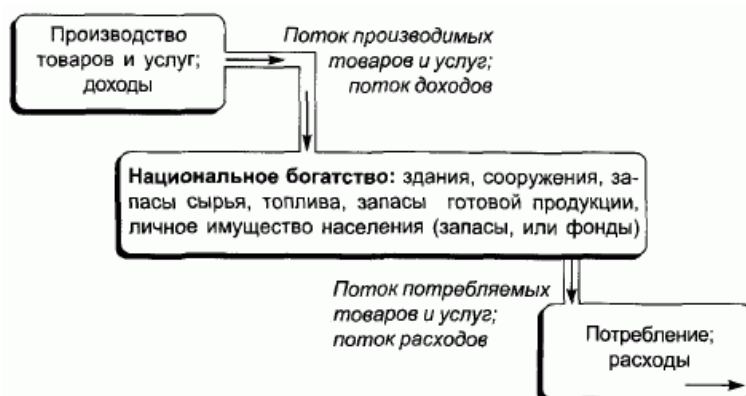 Производство
товаров и услуг;
доходы
Поток производимых
товаров и услуг;
поток доходов
Национальное богатство: здания, сооружения, за-
пасы сырья, топлива, запасы готовой продукции,
личное имущество населения (запасы, или фонды)
Поток потребляемых
товаров и услуг;
поток расходов
Потребление;
расходы